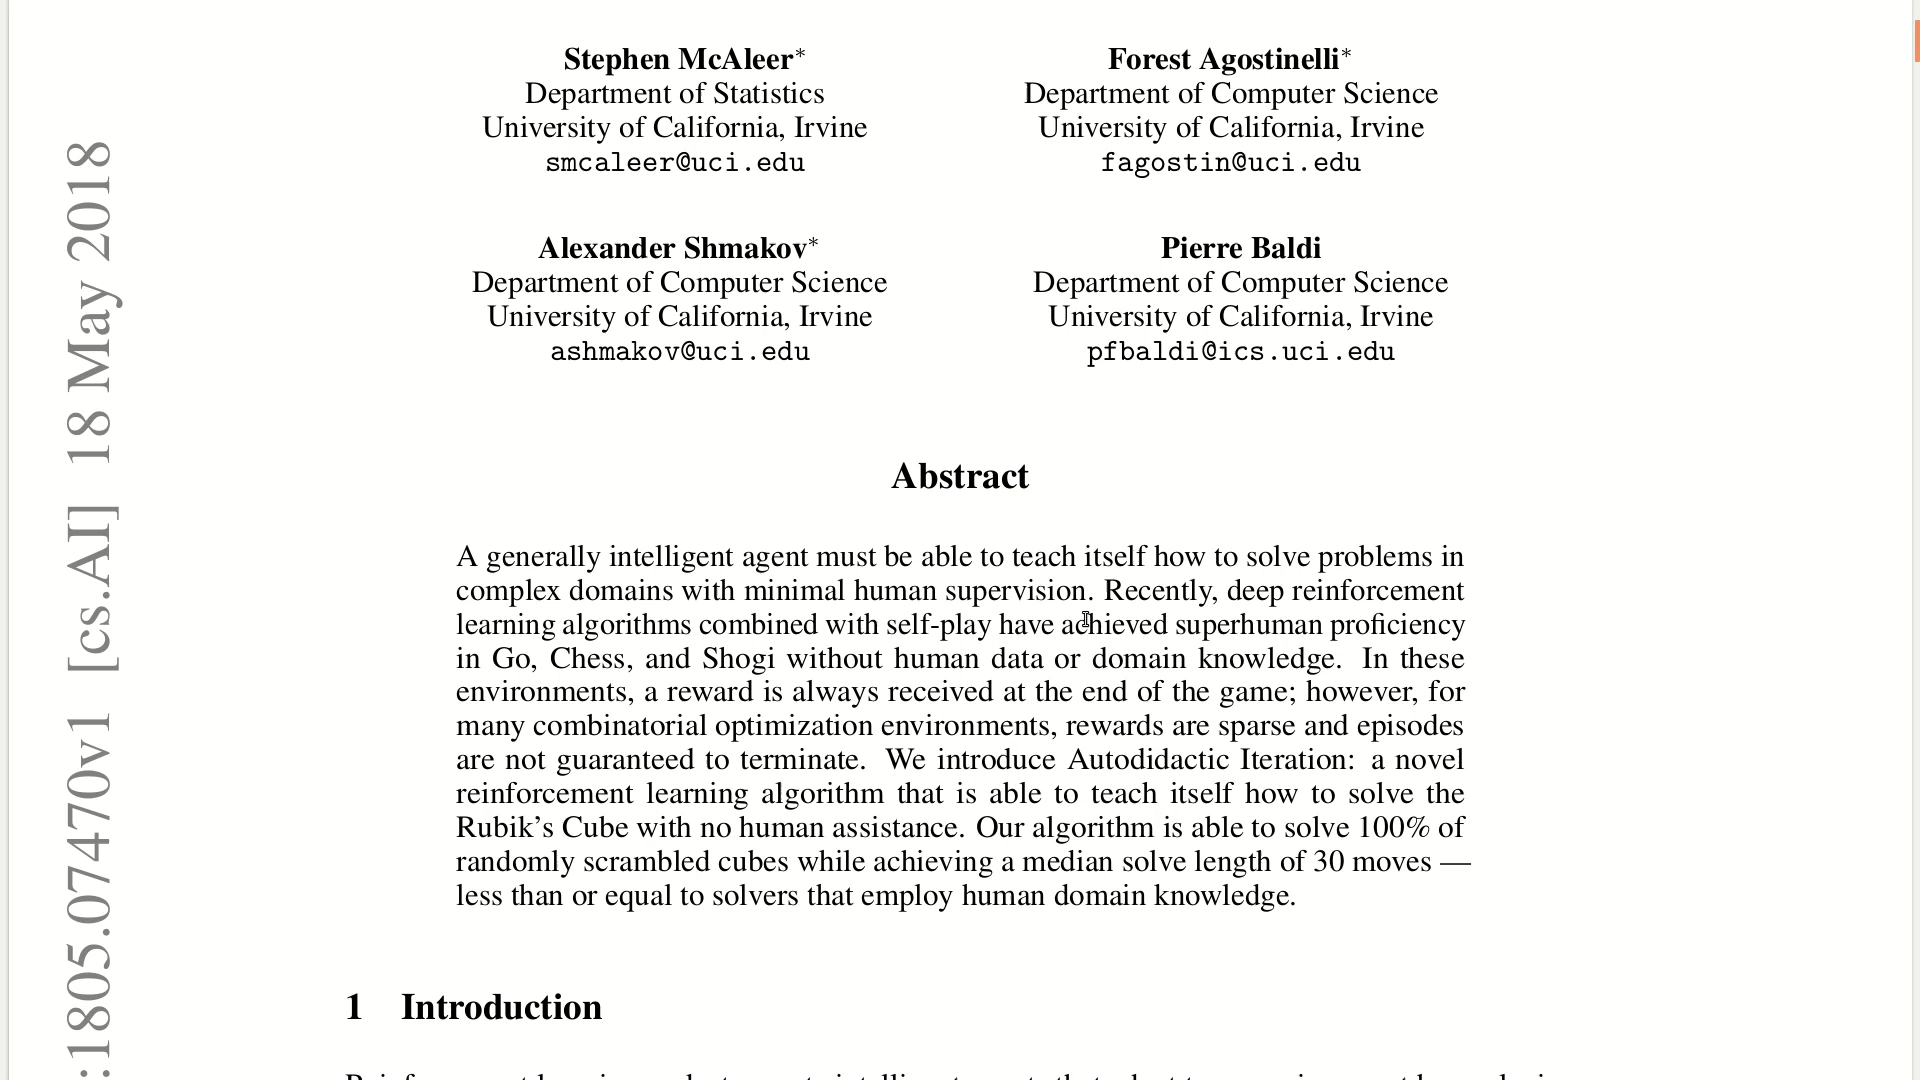 Stephen McAleer*
Department of Statistics
University of California, Irvine
smcaleer@uci.edu
Forest Agostinelli*
Department of Computer Science
University of California, Irvine
fagostin@uci.edu
Alexander Shmakov*
Department of Computer Science
University of California, Irvine
ashmakov@uci.edu
Pierre Baldi
Department of Computer Science
University of California, Irvine
pfbaldi@ics.uci.edu
:1805.07470v1 [cs.AI] 18 May 2018
Abstract
A generally intelligent agent must be able to teach itself how to solve problems in
complex domains with minimal human supervision. Recently, deep reinforcement
learning algorithms combined with self-play have achieved superhuman proficiency
in Go, Chess, and Shogi without human data or domain knowledge. In these
environments, a reward is always received at the end of the game; however, for
many combinatorial optimization environments, rewards are sparse and episodes
are not guaranteed to terminate. We introduce Autodidactic Iteration: a novel
reinforcement learning algorithm that is able to teach itself how to solve the
Rubik's Cube with no human assistance. Our algorithm is able to solve 100% of
randomly scrambled cubes while achieving a median solve length of 30 moves —
less than or equal to solvers that employ human domain knowledge.
1 Introduction